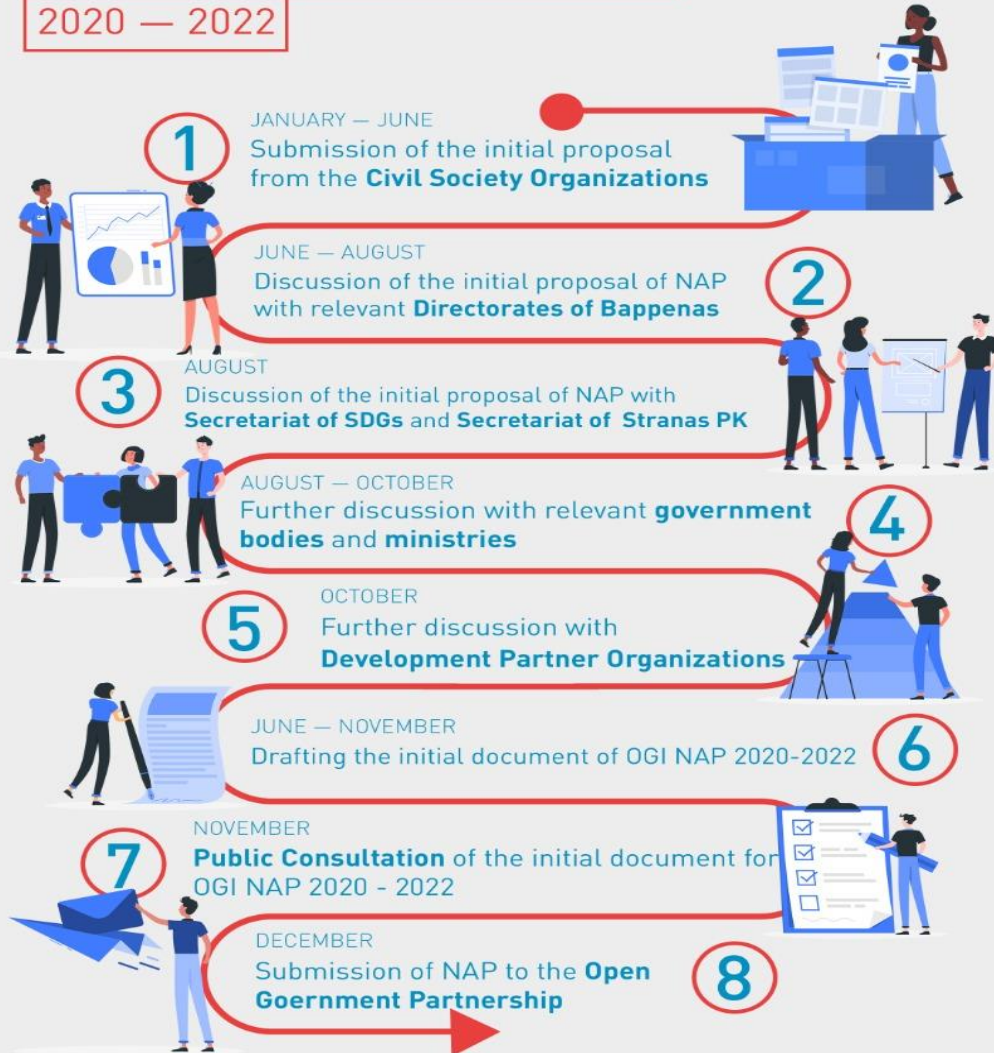 2020 — 2022
1
JANUARY — JUNE
Submission of the initial proposal
from the Civil Society Organizations
JUNE — AUGUST
Discussion of the initial proposal of NAP
with relevant Directorates of Bappenas
2
3
AUGUST
Discussion of the initial proposal of NAP with
Secretariat of SDGs and Secretariat of Stranas PK
AUGUST — OCTOBER
Further discussion with relevant government
bodies and ministries
4
5
OCTOBER
Further discussion with
Development Partner Organizations
JUNE — NOVEMBER
Drafting the initial document of OGI NAP 2020-2022
6
7
NOVEMBER
Public Consultation of the initial document for
OGI NAP 2020 - 2022
DECEMBER
Submission of NAP to the Open
Goernment Partnership
8